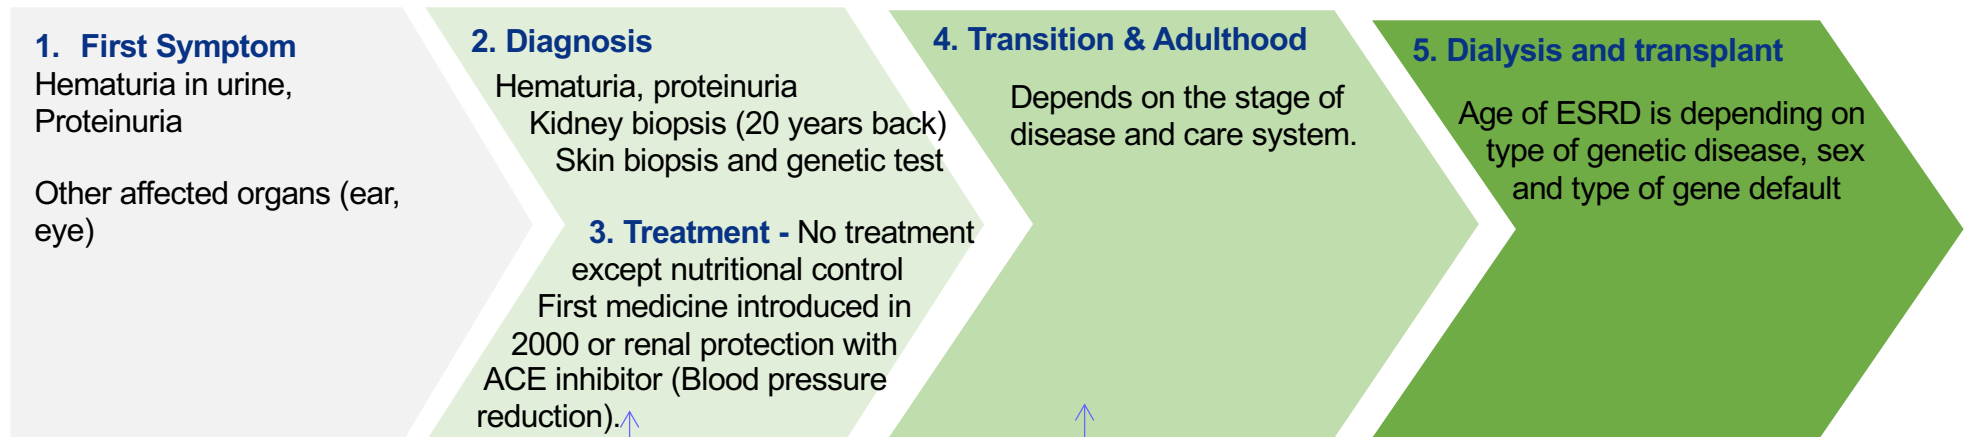 1. First Symptom
Hematuria in urine,
Proteinuria
Other affected organs (ear,
eye)
2. Diagnosis
Hematuria, proteinuria
Kidney biopsis (20 years back)
Skin biopsis and genetic test
3. Treatment - No treatment
except nutritional control
First medicine introduced in
2000 or renal protection with
ACE inhibitor (Blood pressure
reduction).
4. Transition & Adulthood
Depends on the stage of
disease and care system.
5. Dialysis and transplant
Age of ESRD is depending on
type of genetic disease, sex
and type of gene default